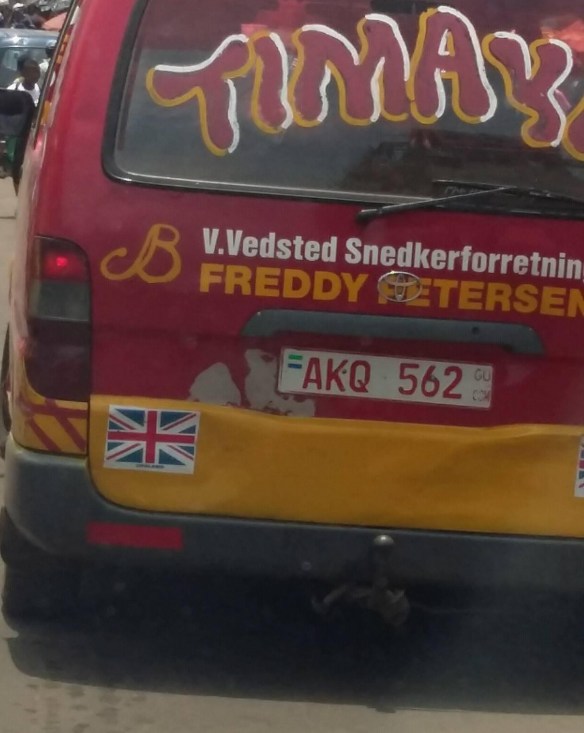 TIMAY
V.Vedsted Snedkerforretning
FREDDY PETERSEN
AKQ 562